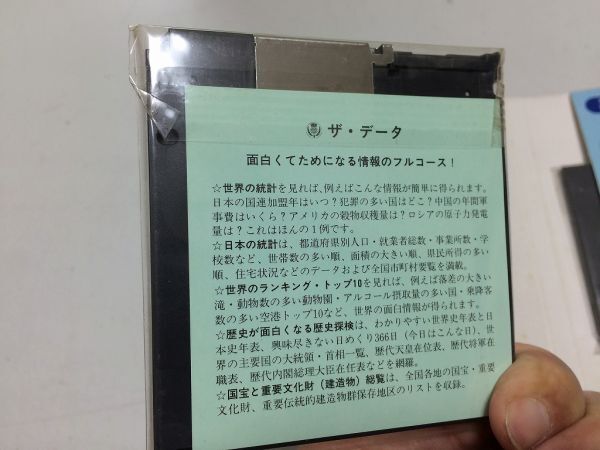 ザ・データ
面白くてためになる情報のフルコース！
☆世界の統計を見れば、例えばこんな情報が簡単に得られます。
日本の国連加盟年はいつ？犯罪の多い国はどこ？中国の年間軍
事費はいくら？アメリカの穀物収穫量は？ロシアの原子力発電
量は？これはほんの１例です。
☆日本の統計は、都道府県別人口・就業者総数・事業所数・学
校数など、世帯数の多い順、面積の大きい順、県民所得の多い
順、住宅状況などのデータおよび全国市町村要覧を満載。
☆世界のランキング・トップ10を見れば、例えば落差の大きい
滝・動物数の多い動物園・アルコール摂取量の多い国・乗降客
数の多い空港トップ10など、世界の面白情報が得られます。
☆歴史が面白くなる歴史探検は、わかりやすい世界史年表と日
本史年表、興味尽きない日めくり366日（今日はこんな日）、世
界の主要国の大統領・首相一覧、歴代天皇在位表、歴代将軍在
職表、歴代内閣総理大臣在任表などを網羅。
☆国宝と重要文化財（建造物）総覧は、全国各地の国宝・重要
文化財、重要伝統的建造物群保存地区のリストを収録。